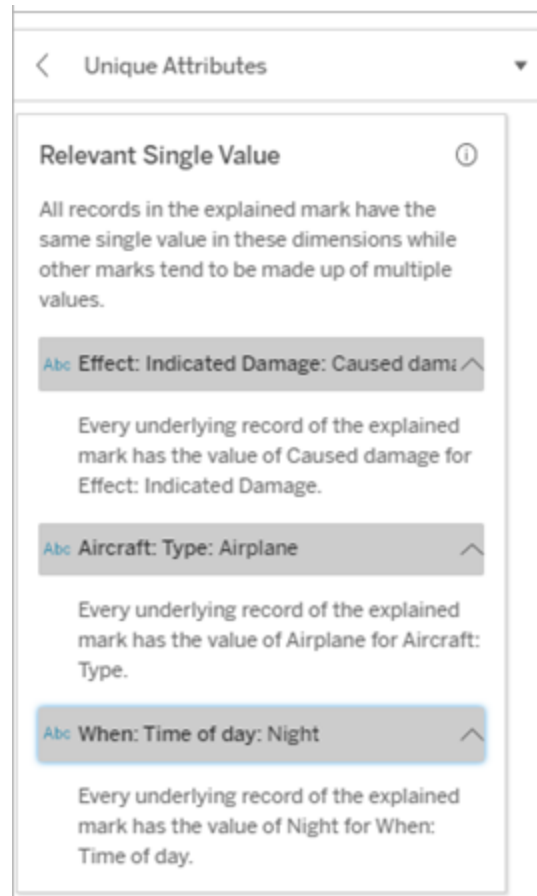 Unique Attributes
Relevant Single Value
All records in the explained mark have the
same single value in these dimensions while
other marks tend to be made up of multiple
values.
Abc Effect: Indicated Damage: Caused dama
Every underlying record of the explained
mark has the value of Caused damage for
Effect: Indicated Damage.
Abc Aircraft: Type: Airplane
Every underlying record of the explained
mark has the value of Airplane for Aircraft:
Type.
Abc When: Time of day: Night
Every underlying record of the explained
mark has the value of Night for When:
Time of day.